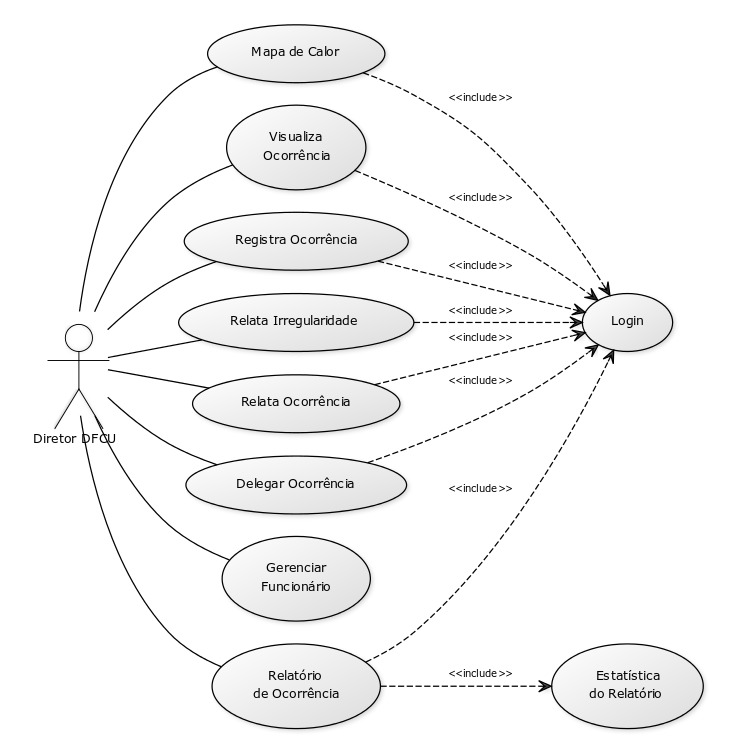 Mapa de Calor
<<include>>
Visualiza
Ocorrência
<<include>>
Registra Ocorrência
<<include>>
Relata Irregularidade
<<include>>
Login
<<include>>
Relata Ocorrência
<<include>>
Diretor DFCU
Delegar Ocorrência
<<include>>
Gerenciar
Funcionário
Relatório
de Ocorrência
<<include>>
Estatística
do Relatório